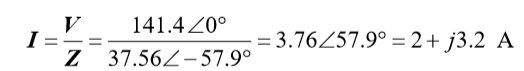 I = V/Z = 141.4∠0° / 37.56∠−57.9° = 3.76∠57.9° = 2 + j3.2 A